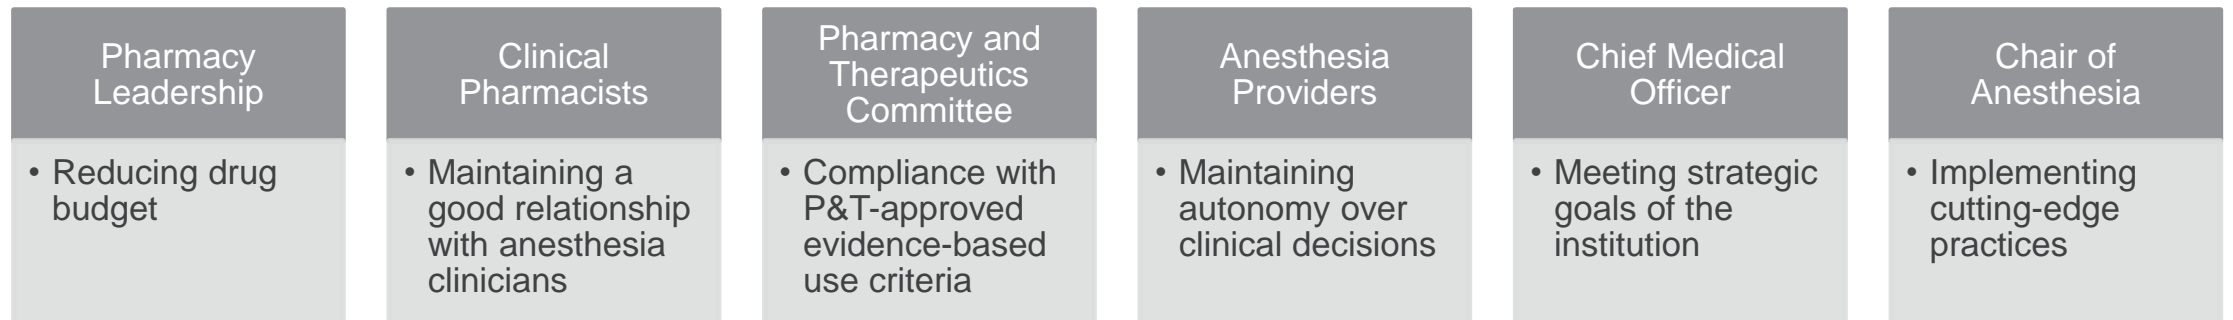 Pharmacy
Leadership
• Reducing drug
budget
Clinical
Pharmacists
• Maintaining a
good relationship
with anesthesia
clinicians
Pharmacy and
Therapeutics
Committee
• Compliance with
P&T-approved
evidence-based
use criteria
Anesthesia
Providers
• Maintaining
autonomy over
clinical decisions
Chief Medical
Officer
• Meeting strategic
goals of the
institution
Chair of
Anesthesia
• Implementing
cutting-edge
practices